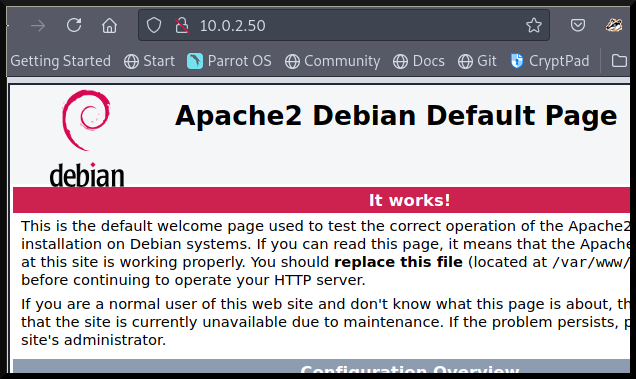 10.0.2.50
Getting Started Start Parrot OS Community Docs Git CryptPad
debian
Apache2 Debian Default Page
It works!
This is the default welcome page used to test the correct operation of the Apache2
installation on Debian systems. If you can read this page, it means that the Apache
at this site is working properly. You should replace this file (located at /var/www/
before continuing to operate your HTTP server.
If you are a normal user of this web site and don't know what this page is about, th
that the site is currently unavailable due to maintenance. If the problem persists, p
site's administrator.
Configuration Overview